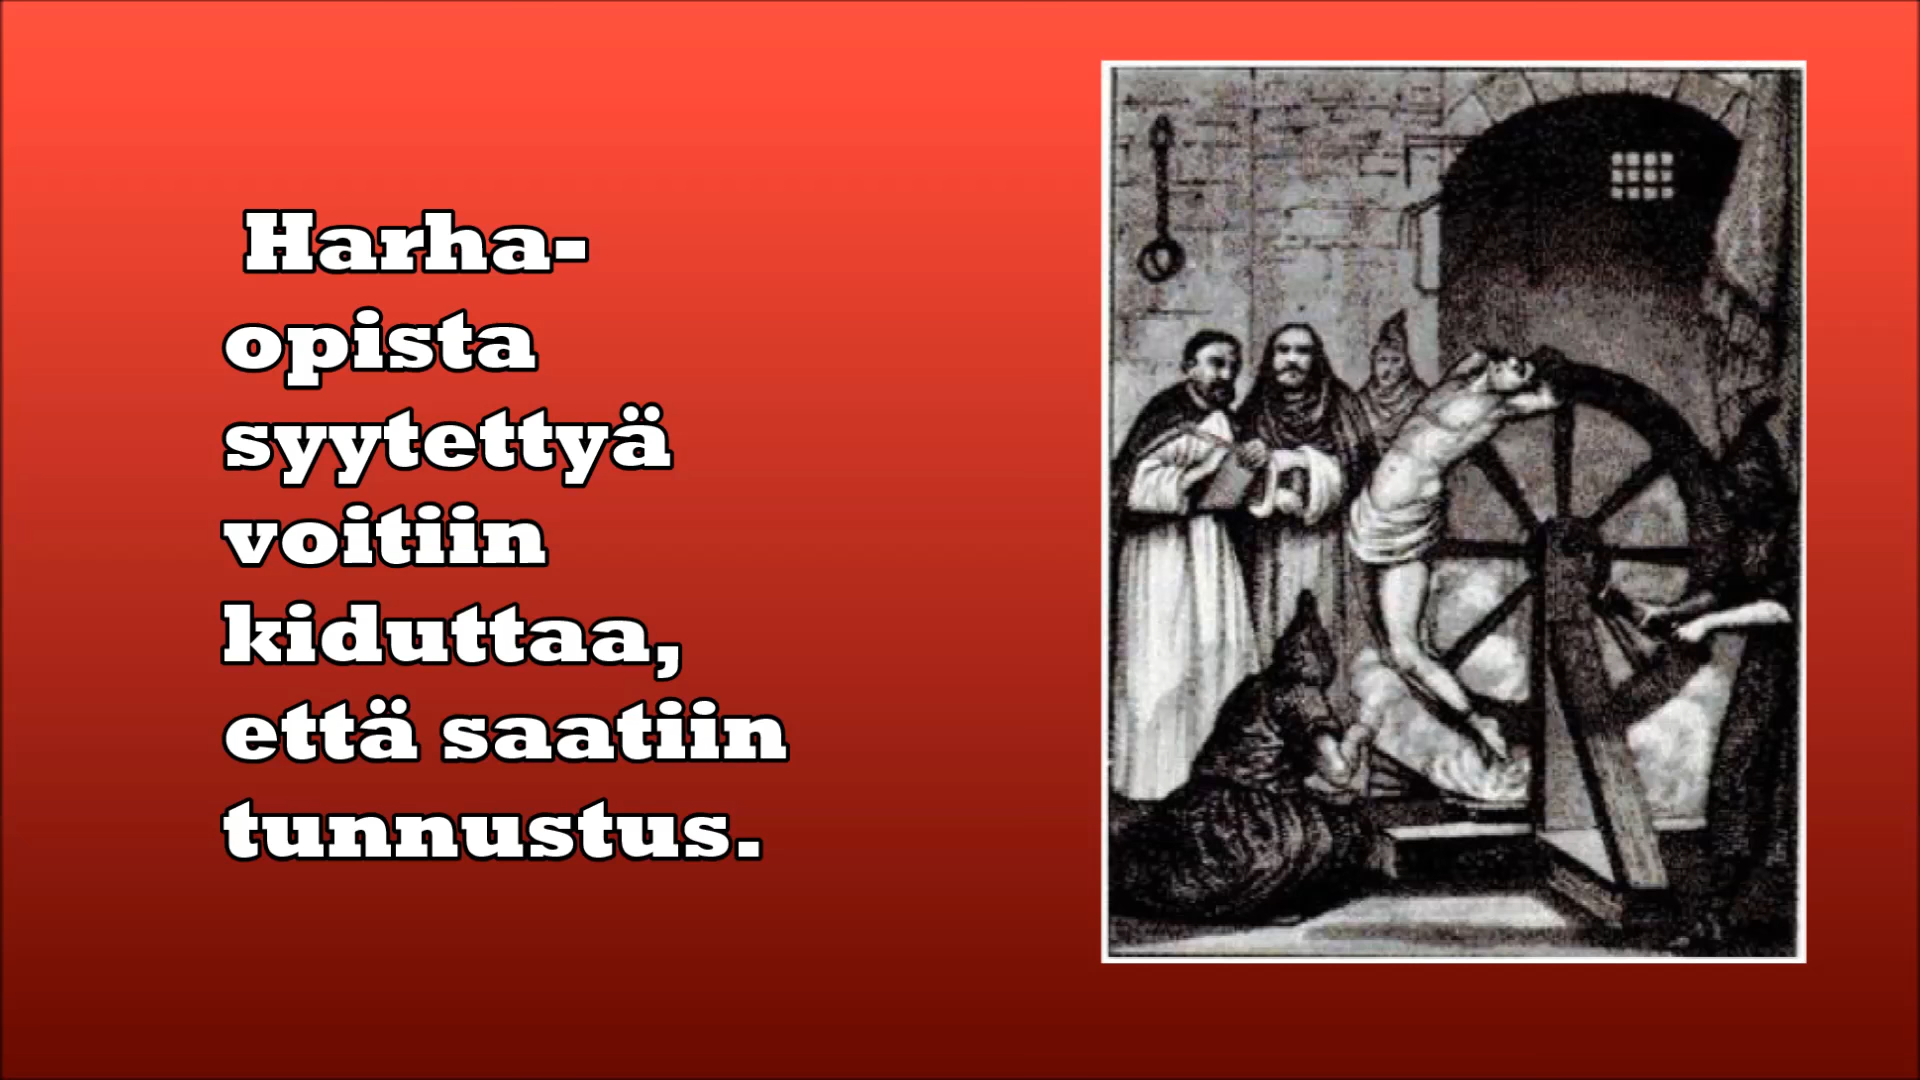 Harha-
opista
syytettyä
voitiin
kiduttaa,
että saatiin
tunnustus.